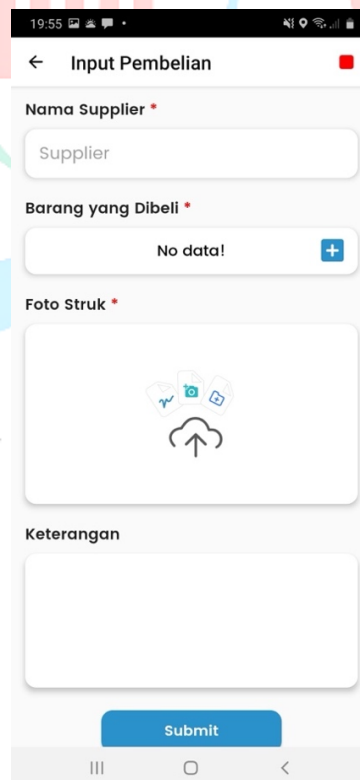 19:55
Input Pembelian
Nama Supplier *
Supplier
Barang yang Dibeli *
No data!
Foto Struk *
Keterangan
Submit